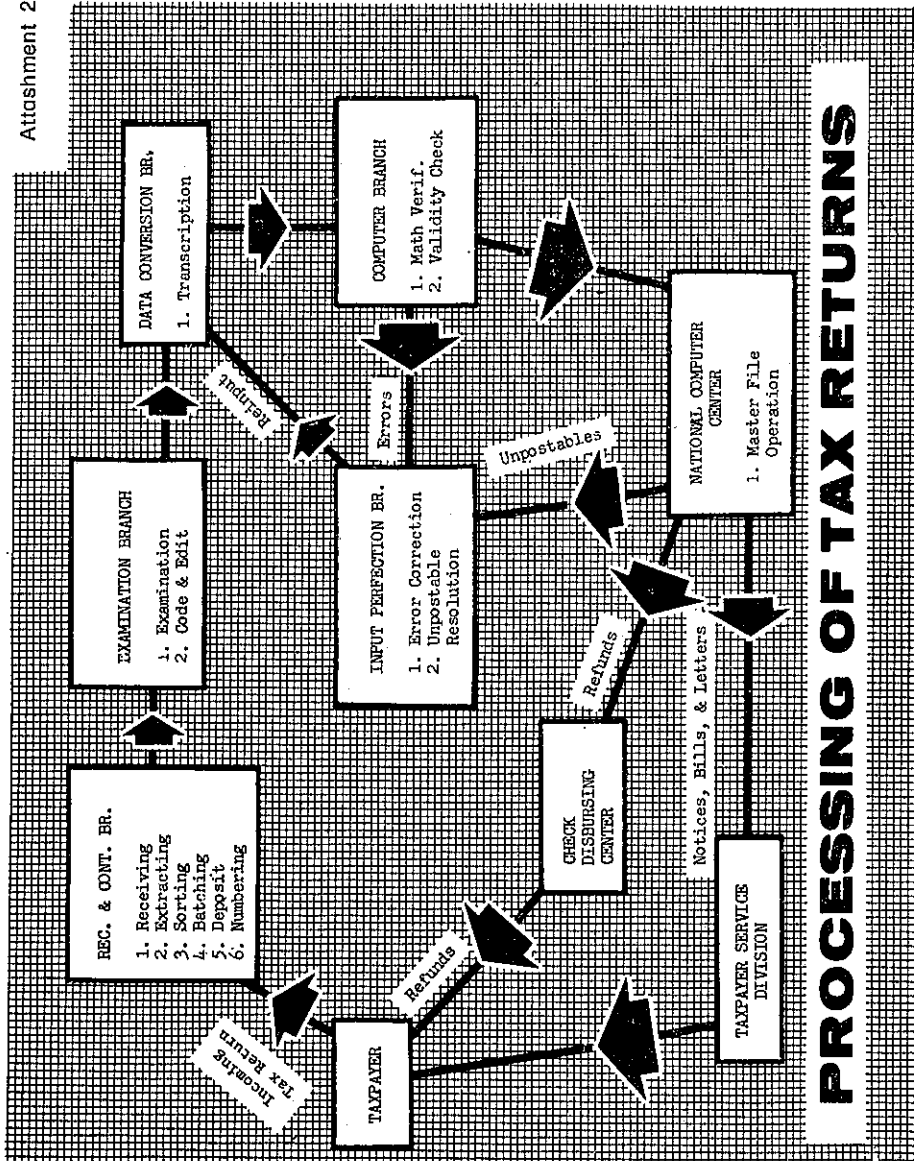 Attashment 2
REC. & CONT. BR.
1. Receiving
2. Extracting
3. Sorting
4. Batching
5. Deposit
6. Numbering
EXAMINATION BRANCH
1. Examination
2. Code & Edit
DATA CONVERSION BR.
1. Transcription
Incoming
Tax Return
Reinput
TAXPAYER
Refunds
CHECK
DISBURSING
CENTER
Refunds
INPUT PERFECTION BR.
1. Error Correction
2. Unpostable
Resolution
Errors
COMPUTER BRANCH
1. Math Verif.
2. Validity Check
Unpostables
TAXPAYER SERVICE
DIVISION
Notices, Bills, & Letters
NATIONAL COMPUTER
CENTER
1. Master File
Operation
PROCESSING OF TAX RETURNS